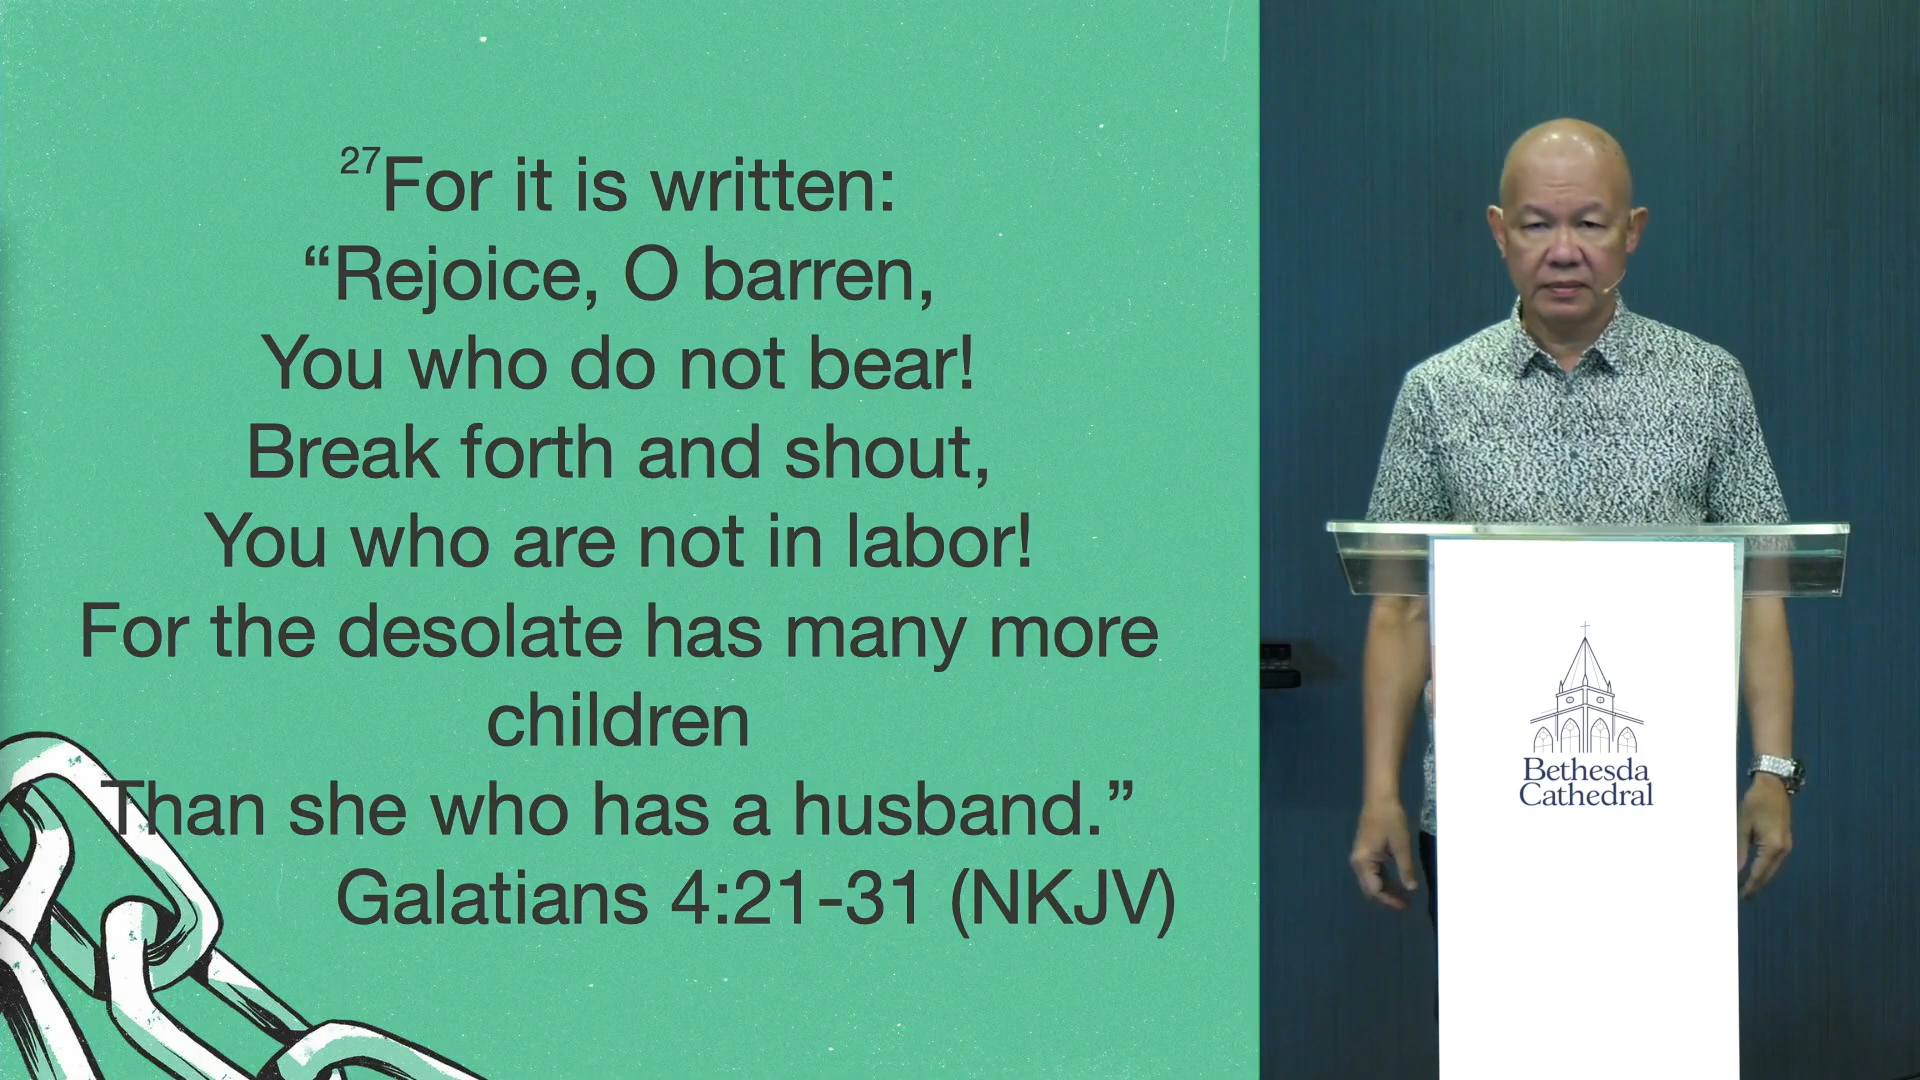 27For it is written:
“Rejoice, O barren,
You who do not bear!
Break forth and shout,
You who are not in labor!
For the desolate has many more
children
Than she who has a husband.”
Galatians 4:21-31 (NKJV)
Bethesda
Cathedral